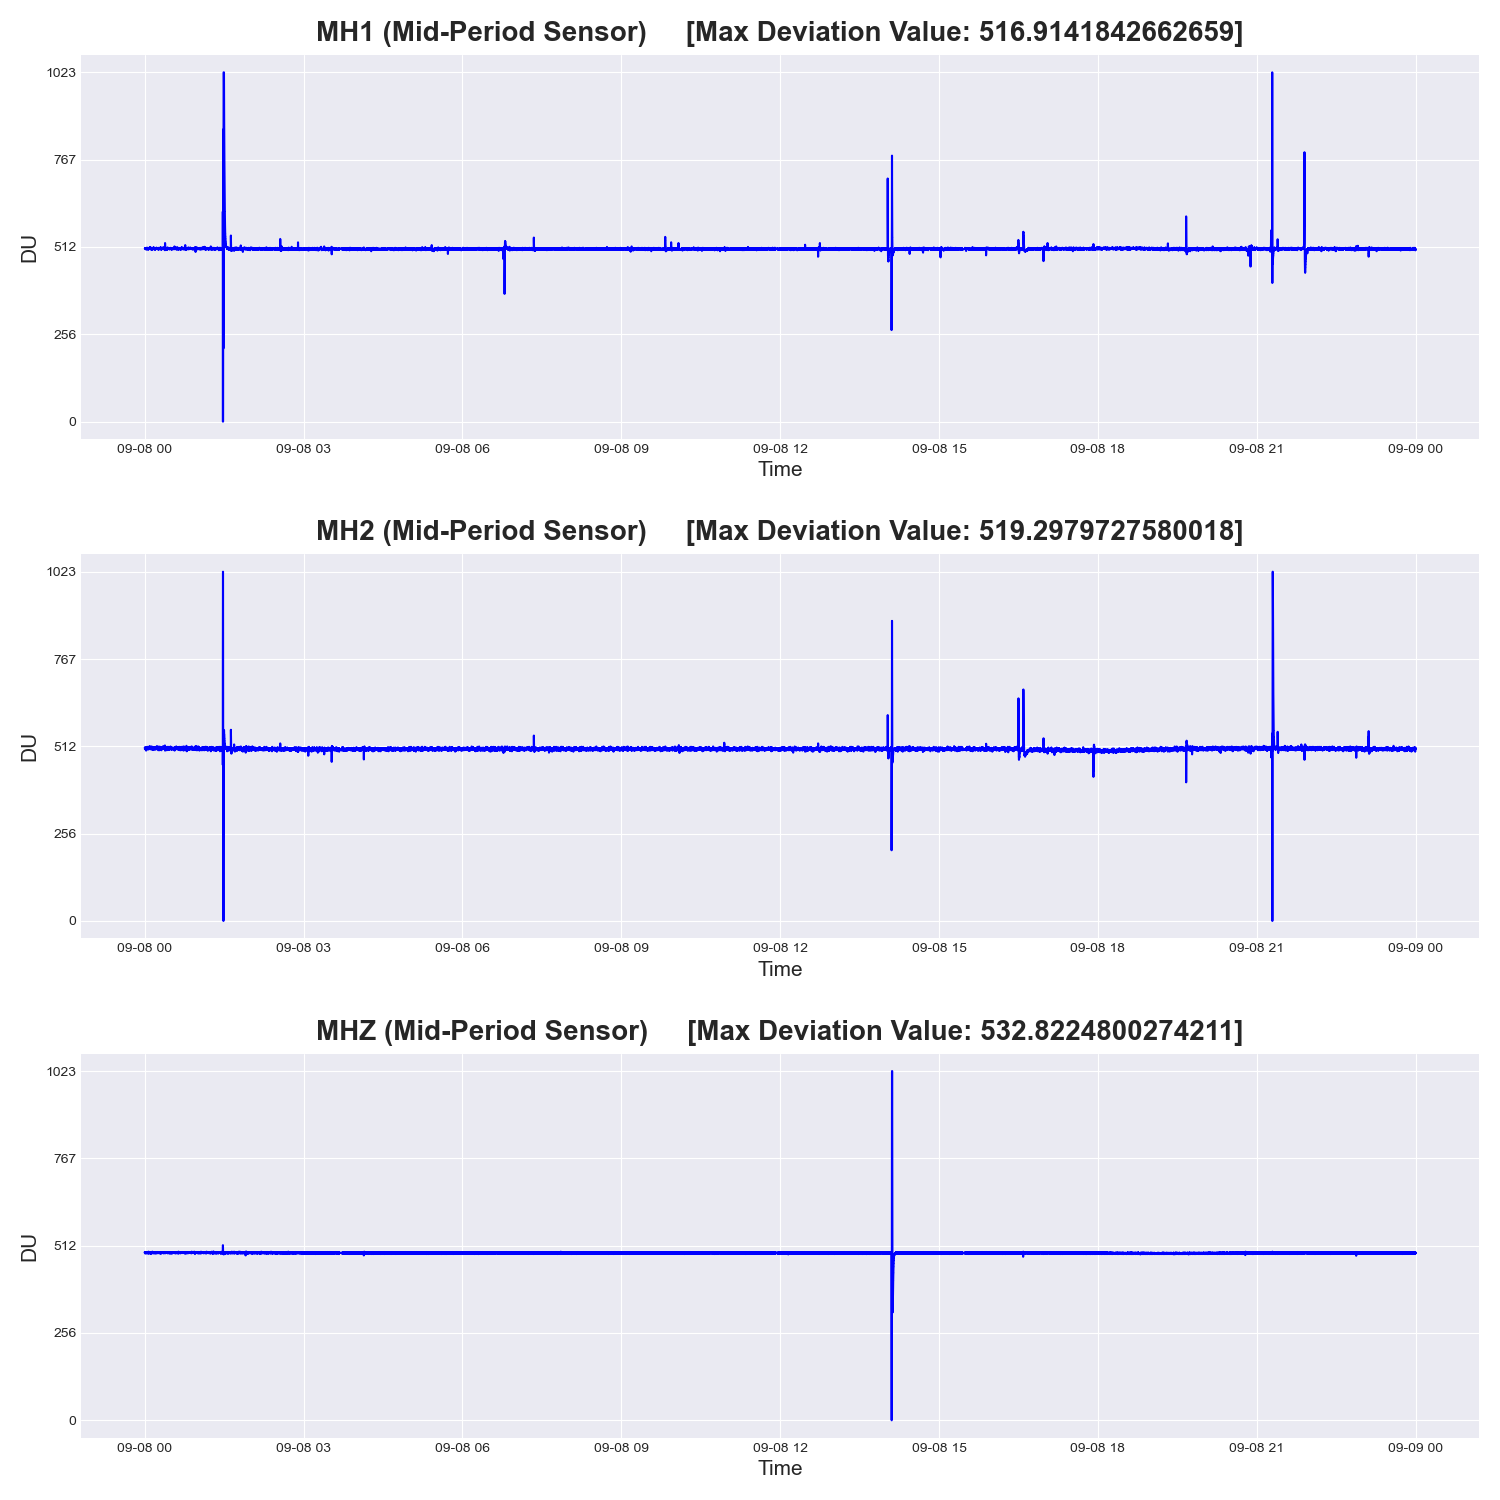 MH1 (Mid-Period Sensor) [Max Deviation Value: 516.9141842662659]
1023
767
512
256
0
DU
09-08 00 09-08 03 09-08 06 09-08 09 09-08 12 09-08 15 09-08 18 09-08 21 09-09 00
Time
MH2 (Mid-Period Sensor) [Max Deviation Value: 519.2979727580018]
1023
767
512
256
0
DU
09-08 00 09-08 03 09-08 06 09-08 09 09-08 12 09-08 15 09-08 18 09-08 21 09-09 00
Time
MHZ (Mid-Period Sensor) [Max Deviation Value: 532.8224800274211]
1023
767
512
256
0
DU
09-08 00 09-08 03 09-08 06 09-08 09 09-08 12 09-08 15 09-08 18 09-08 21 09-09 00
Time